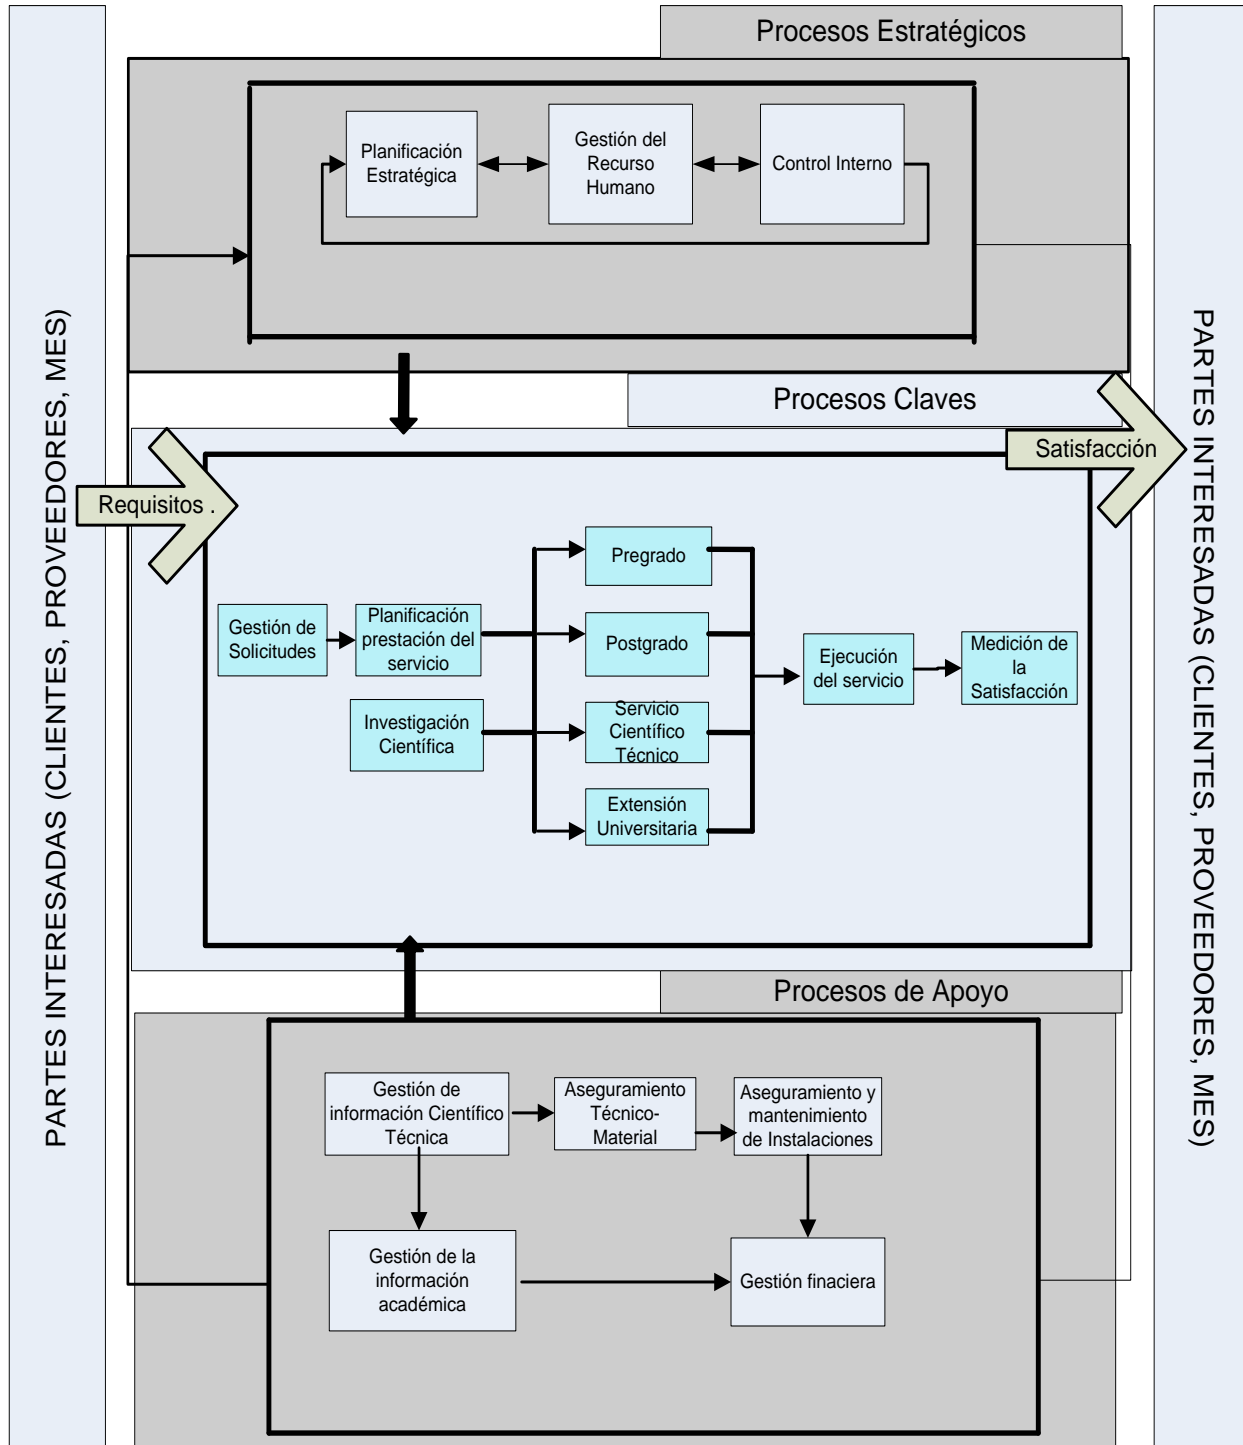 Procesos Estratégicos
Planificación
Estratégica
Gestión del
Recurso
Humano
Control Interno
PARTES INTERESADAS (CLIENTES, PROVEEDORES, MES)
PARTES INTERESADAS (CLIENTES, PROVEEDORES, MES)
Procesos Claves
Requisitos .
Satisfacción
Gestión de
Solicitudes
Planificación
prestación del
servicio
Investigación
Científica
Pregrado
Postgrado
Servicio
Científico
Técnico
Extensión
Universitaria
Ejecución
del servicio
Medición de
la
Satisfacción
Procesos de Apoyo
Gestión de
información Científico
Técnica
Aseguramiento
Técnico-
Material
Aseguramiento y
mantenimiento
de Instalaciones
Gestión de la
información
académica
Gestión finaciera